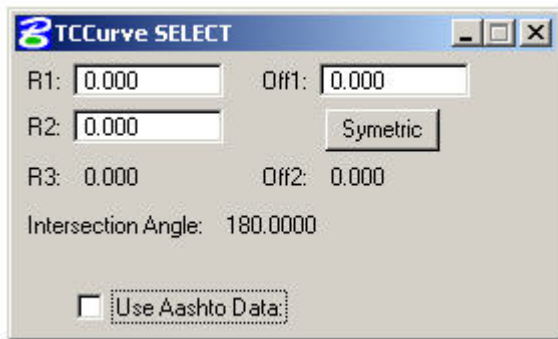 TCCurve SELECT
R1: 0.000 Off1: 0.000
R2: 0.000 Symetric
R3: 0.000 Off2: 0.000
Intersection Angle: 180.0000
Use Aashto Data: